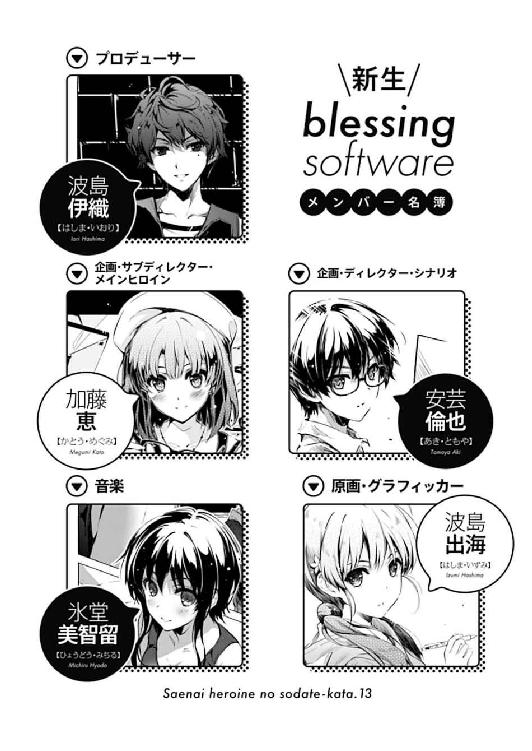 プロデューサー
波島
伊織
【はしま・いおり】
Iori Hashima
\新生/
blessing
software
メンバー名簿
企画・サブディレクター・
メインヒロイン
加藤
恵
【かとう・めぐみ】
Megumi Kato
企画・ディレクター・シナリオ
安芸
倫也
【あき・ともや】
Tomoya Aki
音楽
氷堂
美智留
【ひょうどう・みちる】
Michiru Hyodo
原画・グラフィッカー
波島
出海
【はしま・いずみ】
Izumi Hashima
Saenai heroine no sodate-kata.13